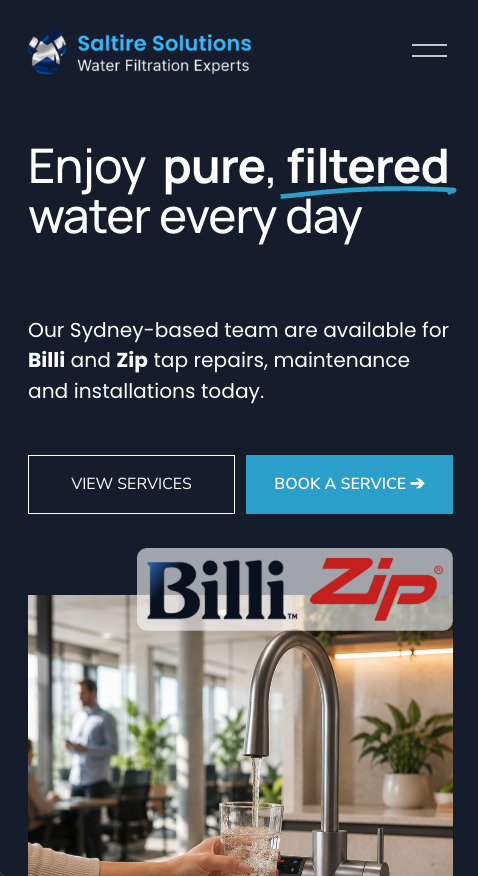 Saltire Solutions
Water Filtration Experts
Enjoy pure, filtered
water every day
Our Sydney-based team are available for
Billi and Zip tap repairs, maintenance
and installations today.
VIEW SERVICES
BOOK A SERVICE ➔
Billi™ Zip®